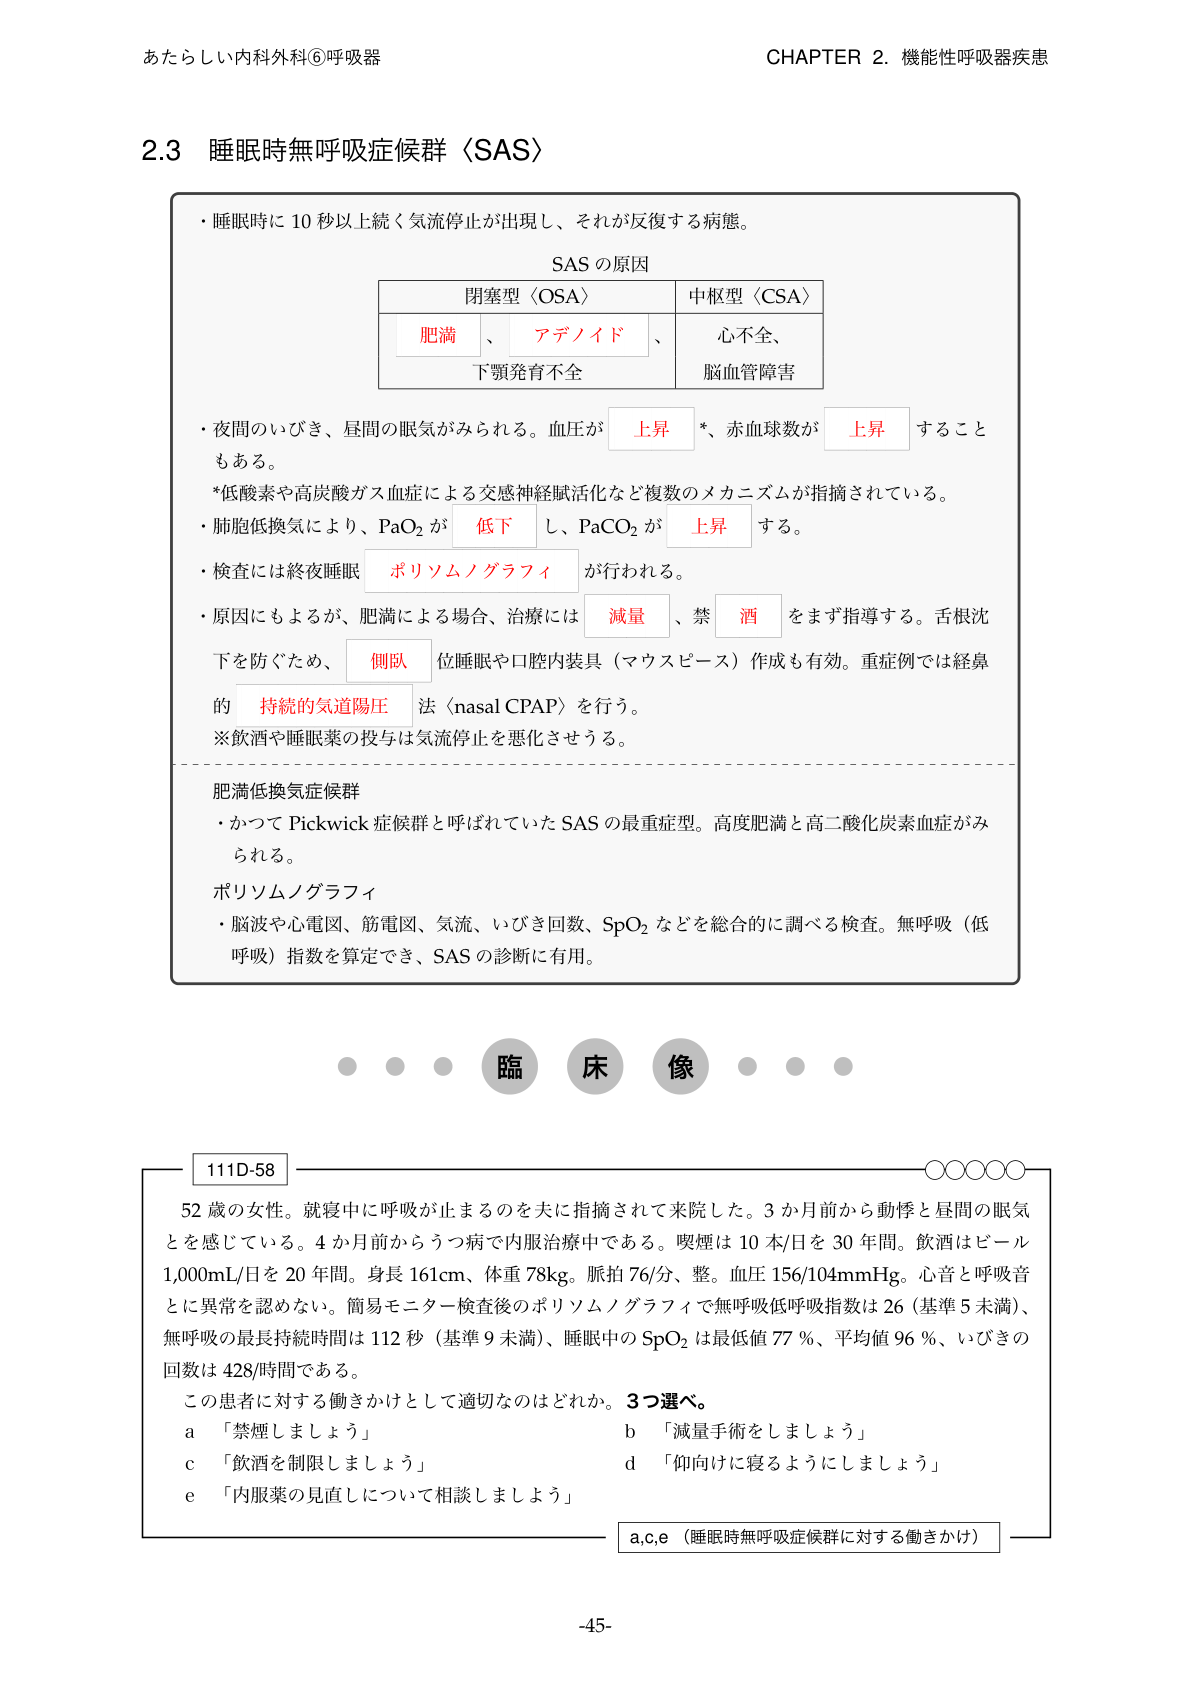 あたらしい内科外科⑥呼吸器
CHAPTER 2. 機能性呼吸器疾患
2.3 睡眠時無呼吸症候群〈SAS〉
・睡眠時に 10 秒以上続く気流停止が出現し、それが反復する病態。
SAS の原因
閉塞型〈OSA〉 中枢型〈CSA〉
肥満 、 アデノイド 、 心不全、
下顎発育不全 脳血管障害
・夜間のいびき、昼間の眠気がみられる。血圧が 上昇 *、赤血球数が 上昇 すること
もある。
*低酸素や高炭酸ガス血症による交感神経賦活化など複数のメカニズムが指摘されている。
・肺胞低換気により、PaO₂ が 低下 し、PaCO₂ が 上昇 する。
・検査には終夜睡眠 ポリソムノグラフィ が行われる。
・原因にもよるが、肥満による場合、治療には 減量 、禁 酒 をまず指導する。舌根沈
下を防ぐため、 側臥 位睡眠や口腔内装具（マウスピース）作成も有効。重症例では経鼻
的 持続的気道陽圧 法〈nasal CPAP〉を行う。
※飲酒や睡眠薬の投与は気流停止を悪化させうる。
肥満低換気症候群
・かつて Pickwick 症候群と呼ばれていた SAS の最重症型。高度肥満と高二酸化炭素血症がみ
られる。
ポリソムノグラフィ
・脳波や心電図、筋電図、気流、いびき回数、SpO₂ などを総合的に調べる検査。無呼吸（低
呼吸）指数を算定でき、SAS の診断に有用。
臨 床 像
111D-58
52 歳の女性。就寝中に呼吸が止まるのを夫に指摘されて来院した。3 か月前から動悸と昼間の眠気
とを感じている。4 か月前からうつ病で内服治療中である。喫煙は 10 本/日を 30 年間。飲酒はビール
1,000mL/日を 20 年間。身長 161cm、体重 78kg。脈拍 76/分、整。血圧 156/104mmHg。心音と呼吸音
とに異常を認めない。簡易モニター検査後のポリソムノグラフィで無呼吸低呼吸指数は 26（基準 5 未満）、
無呼吸の最長持続時間は 112 秒（基準 9 未満）、睡眠中の SpO₂ は最低値 77 %、平均値 96 %、いびきの
回数は 428/時間である。
この患者に対する働きかけとして適切なのはどれか。3つ選べ。
a 「禁煙しましょう」 b 「減量手術をしましょう」
c 「飲酒を制限しましょう」 d 「仰向けに寝るようにしましょう」
e 「内服薬の見直しについて相談しましよう」
a,c,e （睡眠時無呼吸症候群に対する働きかけ）
-45-